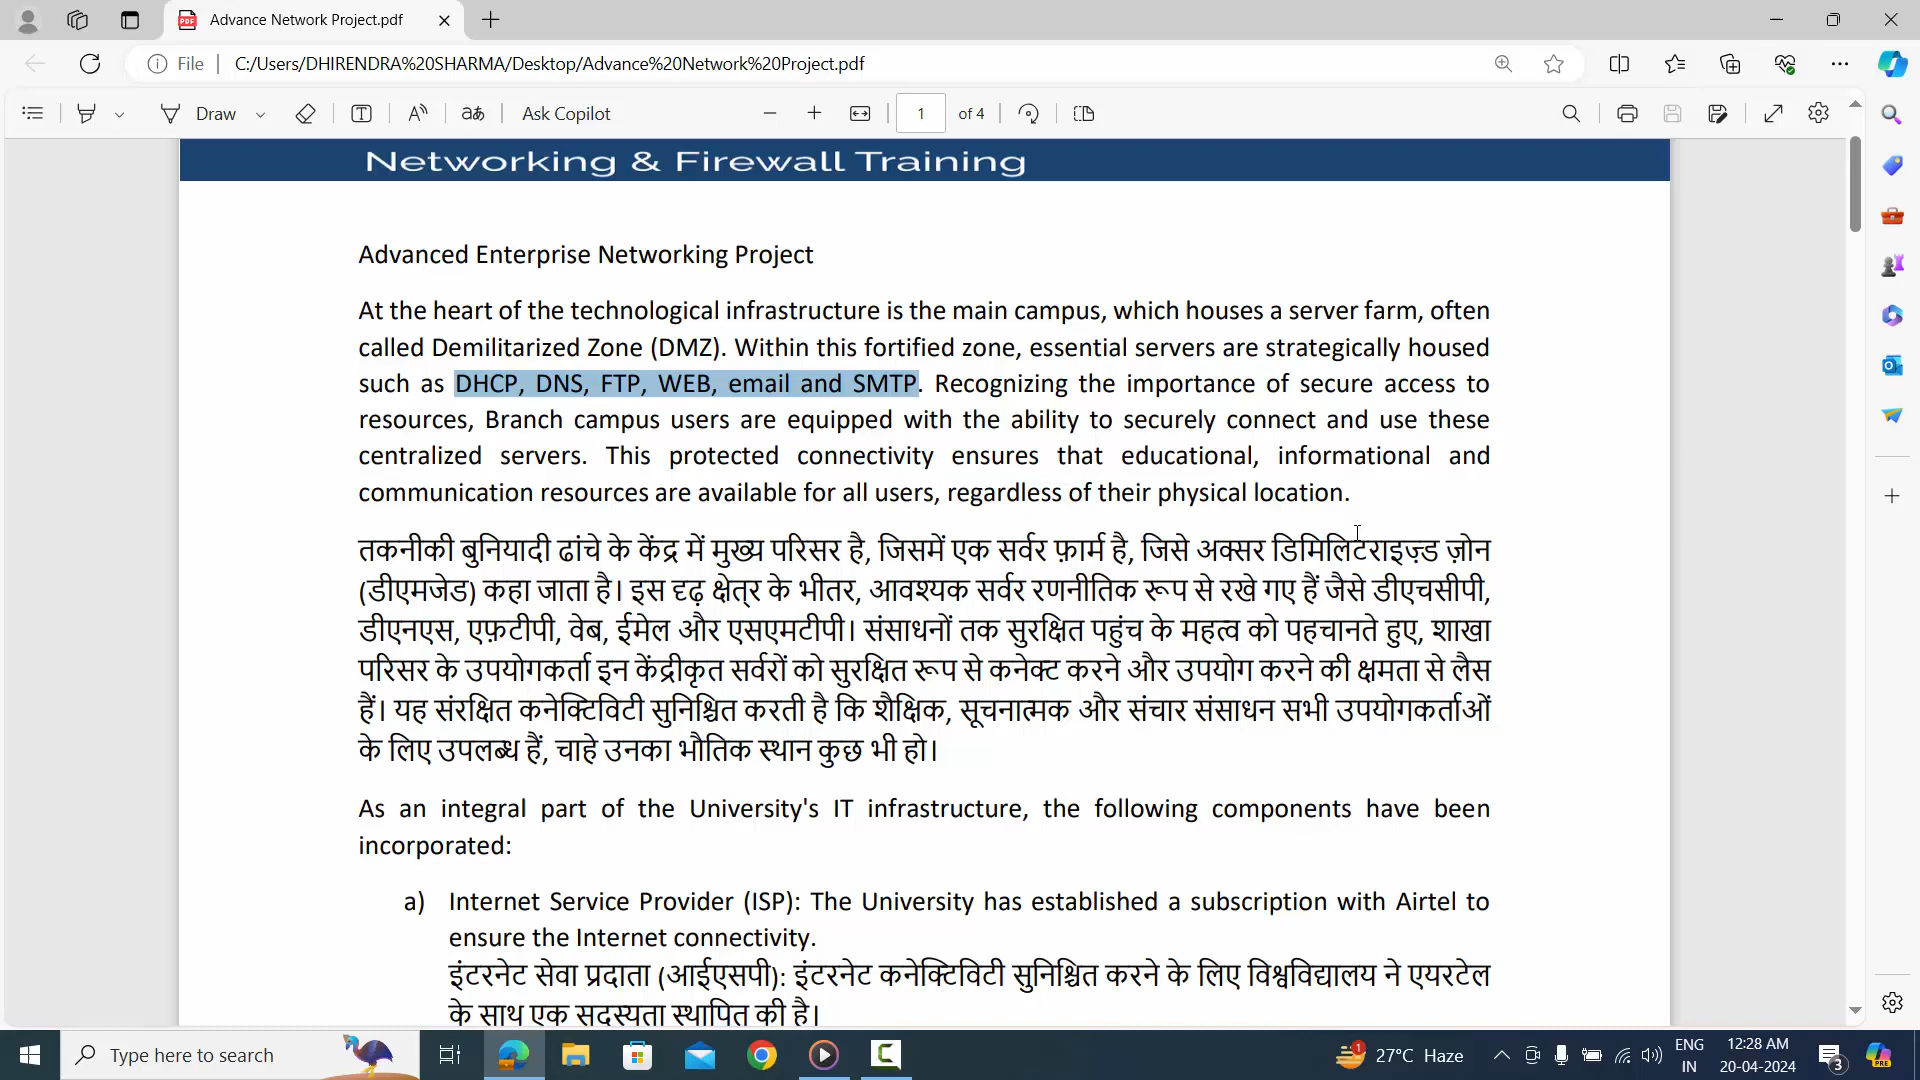 Advance Network Project.pdf
File
C:/Users/DHIRENDRA%20SHARMA/Desktop/Advance%20Network%20Project.pdf
Draw
aあ
Ask Copilot
1 of 4
Networking & Firewall Training
Advanced Enterprise Networking Project
At the heart of the technological infrastructure is the main campus, which houses a server farm, often
called Demilitarized Zone (DMZ). Within this fortified zone, essential servers are strategically housed
such as DHCP, DNS, FTP, WEB, email and SMTP. Recognizing the importance of secure access to
resources, Branch campus users are equipped with the ability to securely connect and use these
centralized servers. This protected connectivity ensures that educational, informational and
communication resources are available for all users, regardless of their physical location.
तकनीकी बुनियादी ढांचे के केंद्र में मुख्य परिसर है, जिसमें एक सर्वर फ़ार्म है, जिसे अक्सर डिमिलिटराइज़्ड ज़ोन
(डीएमजेड) कहा जाता है। इस दृढ़ क्षेत्र के भीतर, आवश्यक सर्वर रणनीतिक रूप से रखे गए हैं जैसे डीएचसीपी,
डीएनएस, एफ़टीपी, वेब, ईमेल और एसएमटीपी। संसाधनों तक सुरक्षित पहुंच के महत्व को पहचानते हुए, शाखा
परिसर के उपयोगकर्ता इन केंद्रीकृत सर्वरों को सुरक्षित रूप से कनेक्ट करने और उपयोग करने की क्षमता से लैस
हैं। यह संरक्षित कनेक्टिविटी सुनिश्चित करती है कि शैक्षिक, सूचनात्मक और संचार संसाधन सभी उपयोगकर्ताओं
के लिए उपलब्ध हैं, चाहे उनका भौतिक स्थान कुछ भी हो।
As an integral part of the University's IT infrastructure, the following components have been
incorporated:
a) Internet Service Provider (ISP): The University has established a subscription with Airtel to
ensure the Internet connectivity.
इंटरनेट सेवा प्रदाता (आईएसपी): इंटरनेट कनेक्टिविटी सुनिश्चित करने के लिए विश्वविद्यालय ने एयरटेल
के साथ एक सदस्यता स्थापित की है।
Type here to search
1
27°C Haze
ENG
IN
12:28 AM
20-04-2024
3